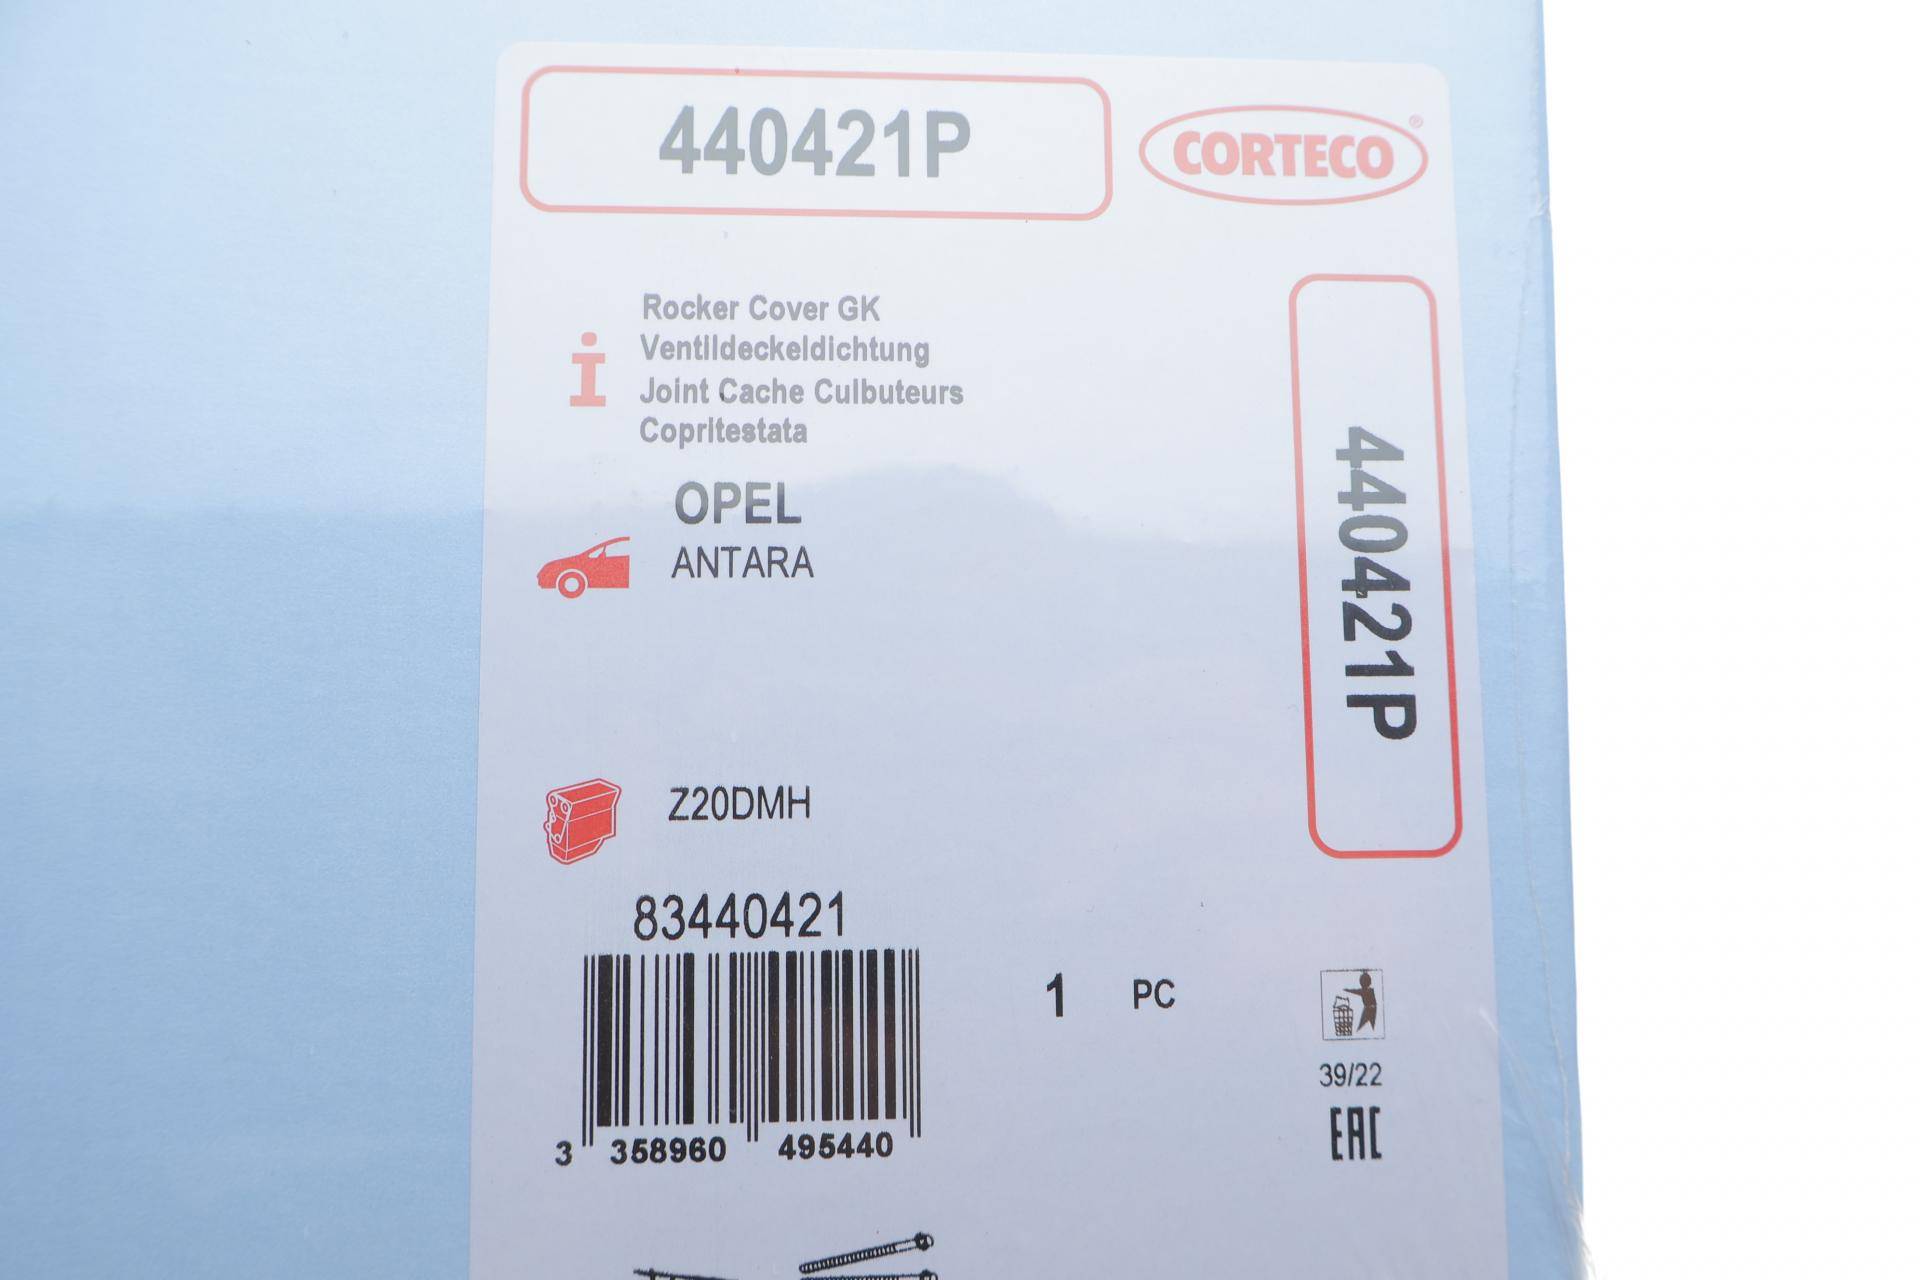 440421P
CORTECO®
Rocker Cover GK
Ventildeckeldichtung
Joint Cache Culbuteurs
Copritestata
OPEL
ANTARA
440421P
Z20DMH
83440421
1 PC
3 358960 495440
39/22
EAC